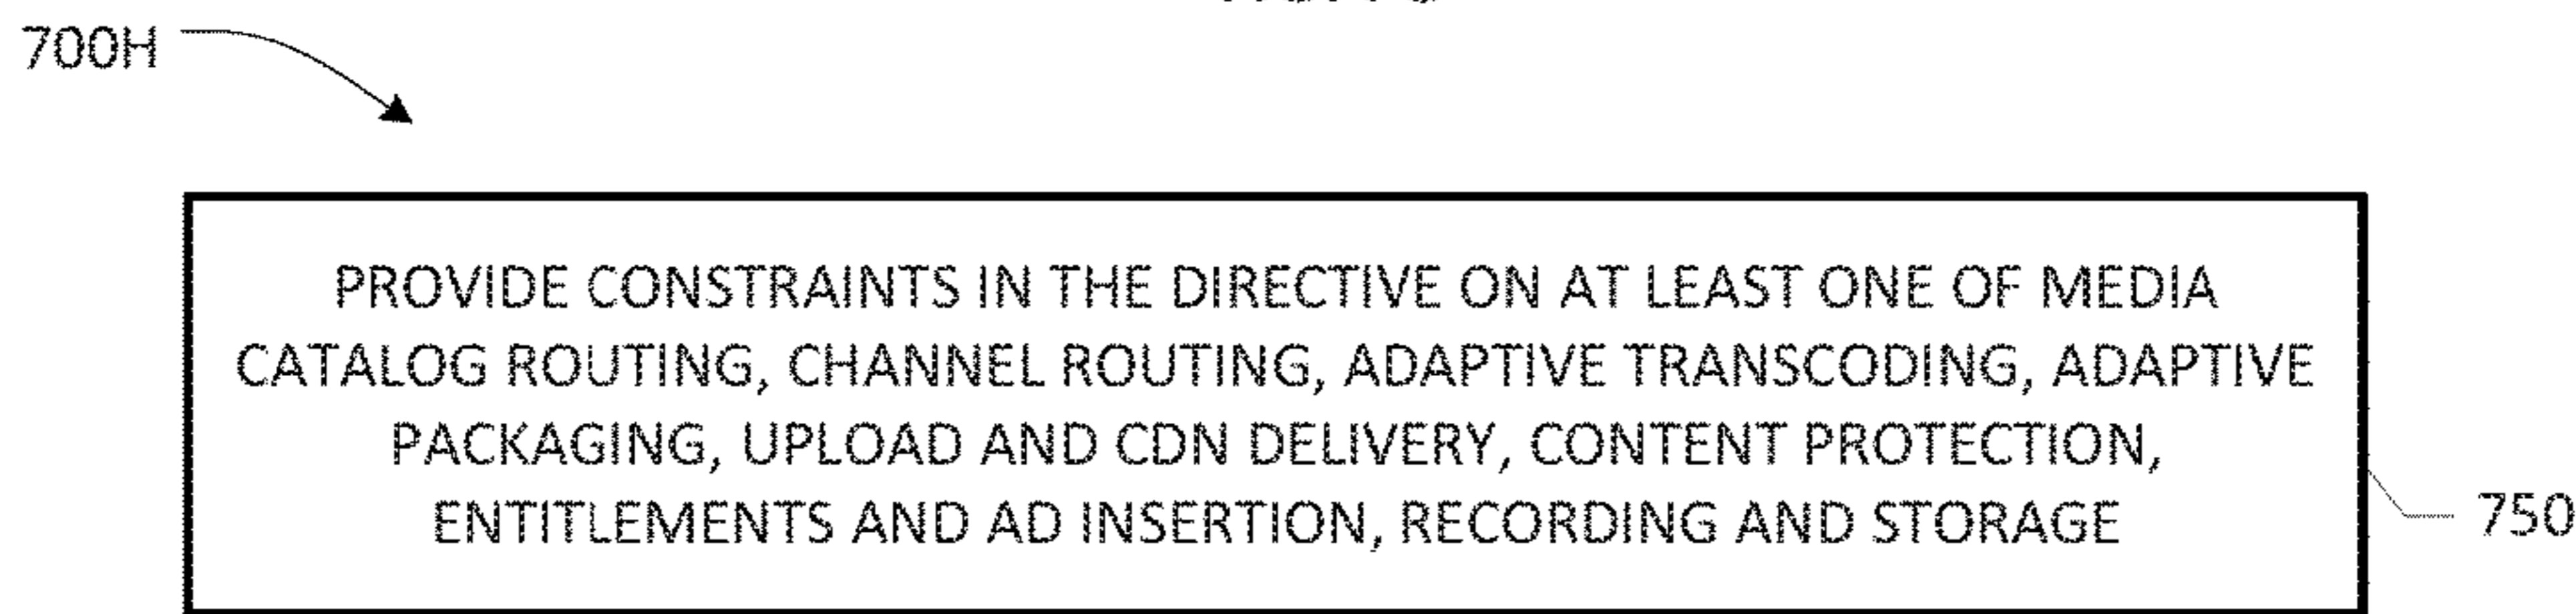 700H
PROVIDE CONSTRAINTS IN THE DIRECTIVE ON AT LEAST ONE OF MEDIA
CATALOG ROUTING, CHANNEL ROUTING, ADAPTIVE TRANSCODING, ADAPTIVE
PACKAGING, UPLOAD AND CDN DELIVERY, CONTENT PROTECTION,
ENTITLEMENTS AND AD INSERTION, RECORDING AND STORAGE
750